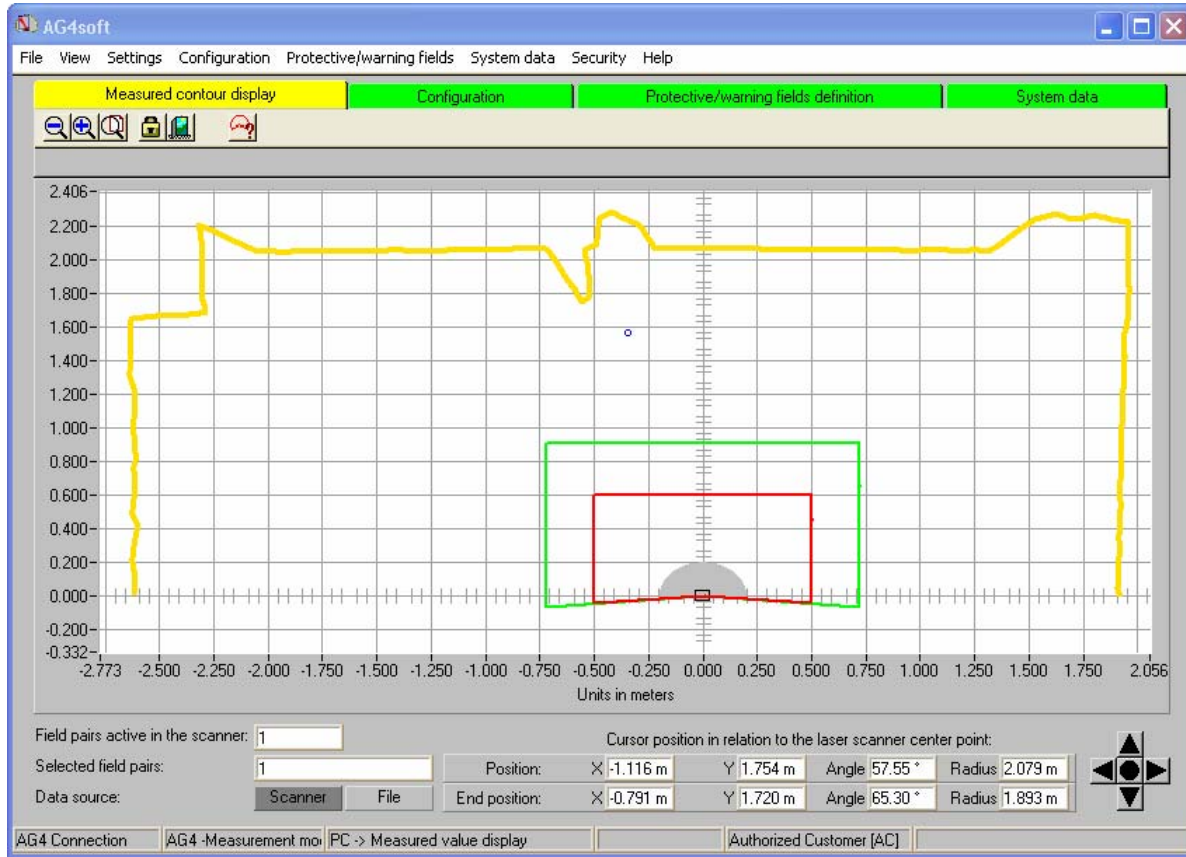 AG4soft
File View Settings Configuration Protective/warning fields System data Security Help
Measured contour display Configuration Protective/warning fields definition System data
2.406
2.200
2.000
1.800
1.600
1.400
1.200
1.000
0.800
0.600
0.400
0.200
0.000
-0.200
-0.332
-2.773 -2.500 -2.250 -2.000 -1.750 -1.500 -1.250 -1.000 -0.750 -0.500 -0.250 0.000 0.250 0.500 0.750 1.000 1.250 1.500 1.750 2.056
Units in meters
Field pairs active in the scanner: 1
Cursor position in relation to the laser scanner center point:
Selected field pairs: 1
Position: X -1.116 m Y 1.754 m Angle 57.55 ° Radius 2.079 m
Data source: Scanner File
End position: X -0.791 m Y 1.720 m Angle 65.30 ° Radius 1.893 m
AG4 Connection AG4 -Measurement mo PC -> Measured value display Authorized Customer [AC]